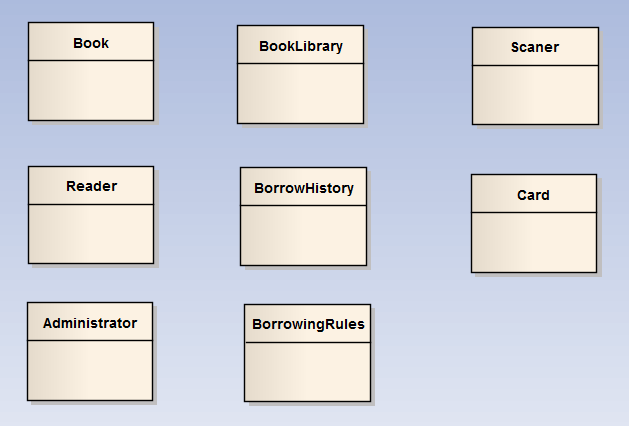 Book
BookLibrary
Scaner
Reader
BorrowHistory
Card
Administrator
BorrowingRules